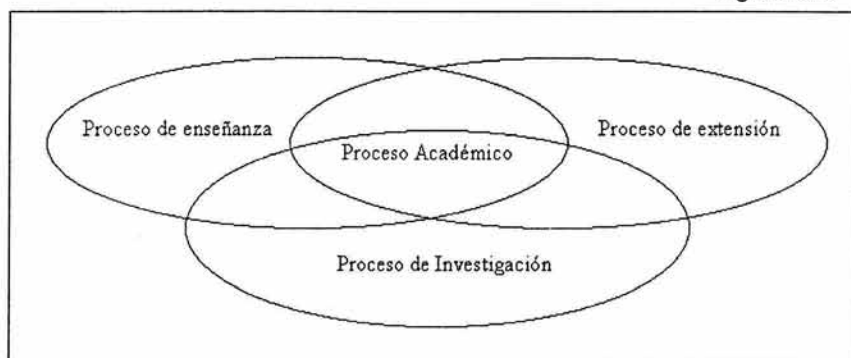 Proceso de enseñanza
Proceso de extensión
Proceso Académico
Proceso de Investigación